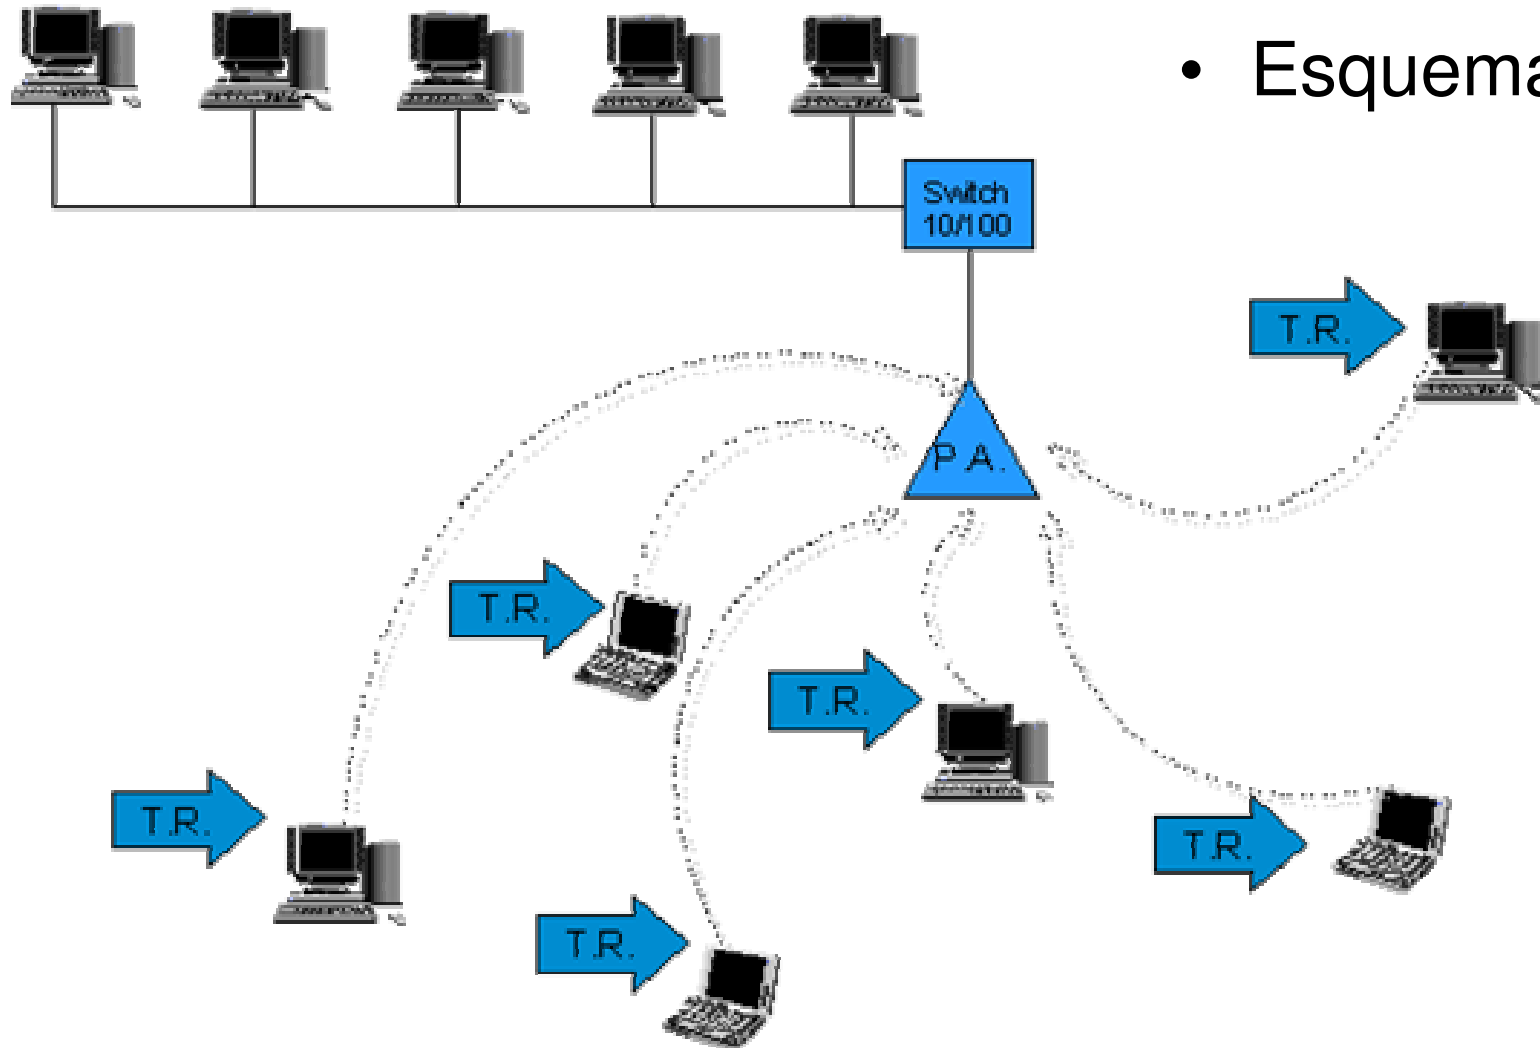 • Esquema
Switch
10/100
T.R.
P.A.
T.R.
T.R.
T.R.
T.R.
T.R.